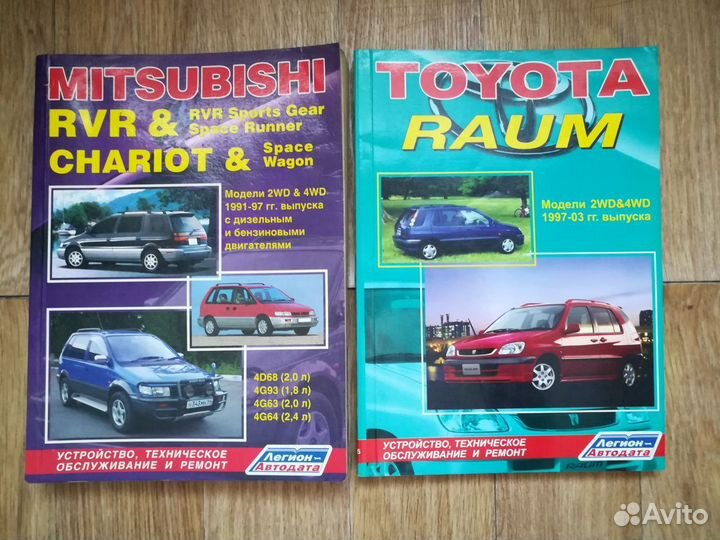 MITSUBISHI
RVR & RVR Sports Gear
Space Runner
CHARIOT & Space
Wagon
Модели 2WD & 4WD
1991-97 гг. выпуска
с дизельным
и бензиновыми
двигателями
4D68 (2,0 л)
4G93 (1,8 л)
4G63 (2,0 л)
4G64 (2,4 л)
УСТРОЙСТВО, ТЕХНИЧЕСКОЕ
ОБСЛУЖИВАНИЕ И РЕМОНТ
Легион
Автодата
TOYOTA
RAUM
Модели 2WD&4WD
1997-03 гг. выпуска
УСТРОЙСТВО, ТЕХНИЧЕСКОЕ
ОБСЛУЖИВАНИЕ И РЕМОНТ
Легион
Автодата
RAUM
Avito